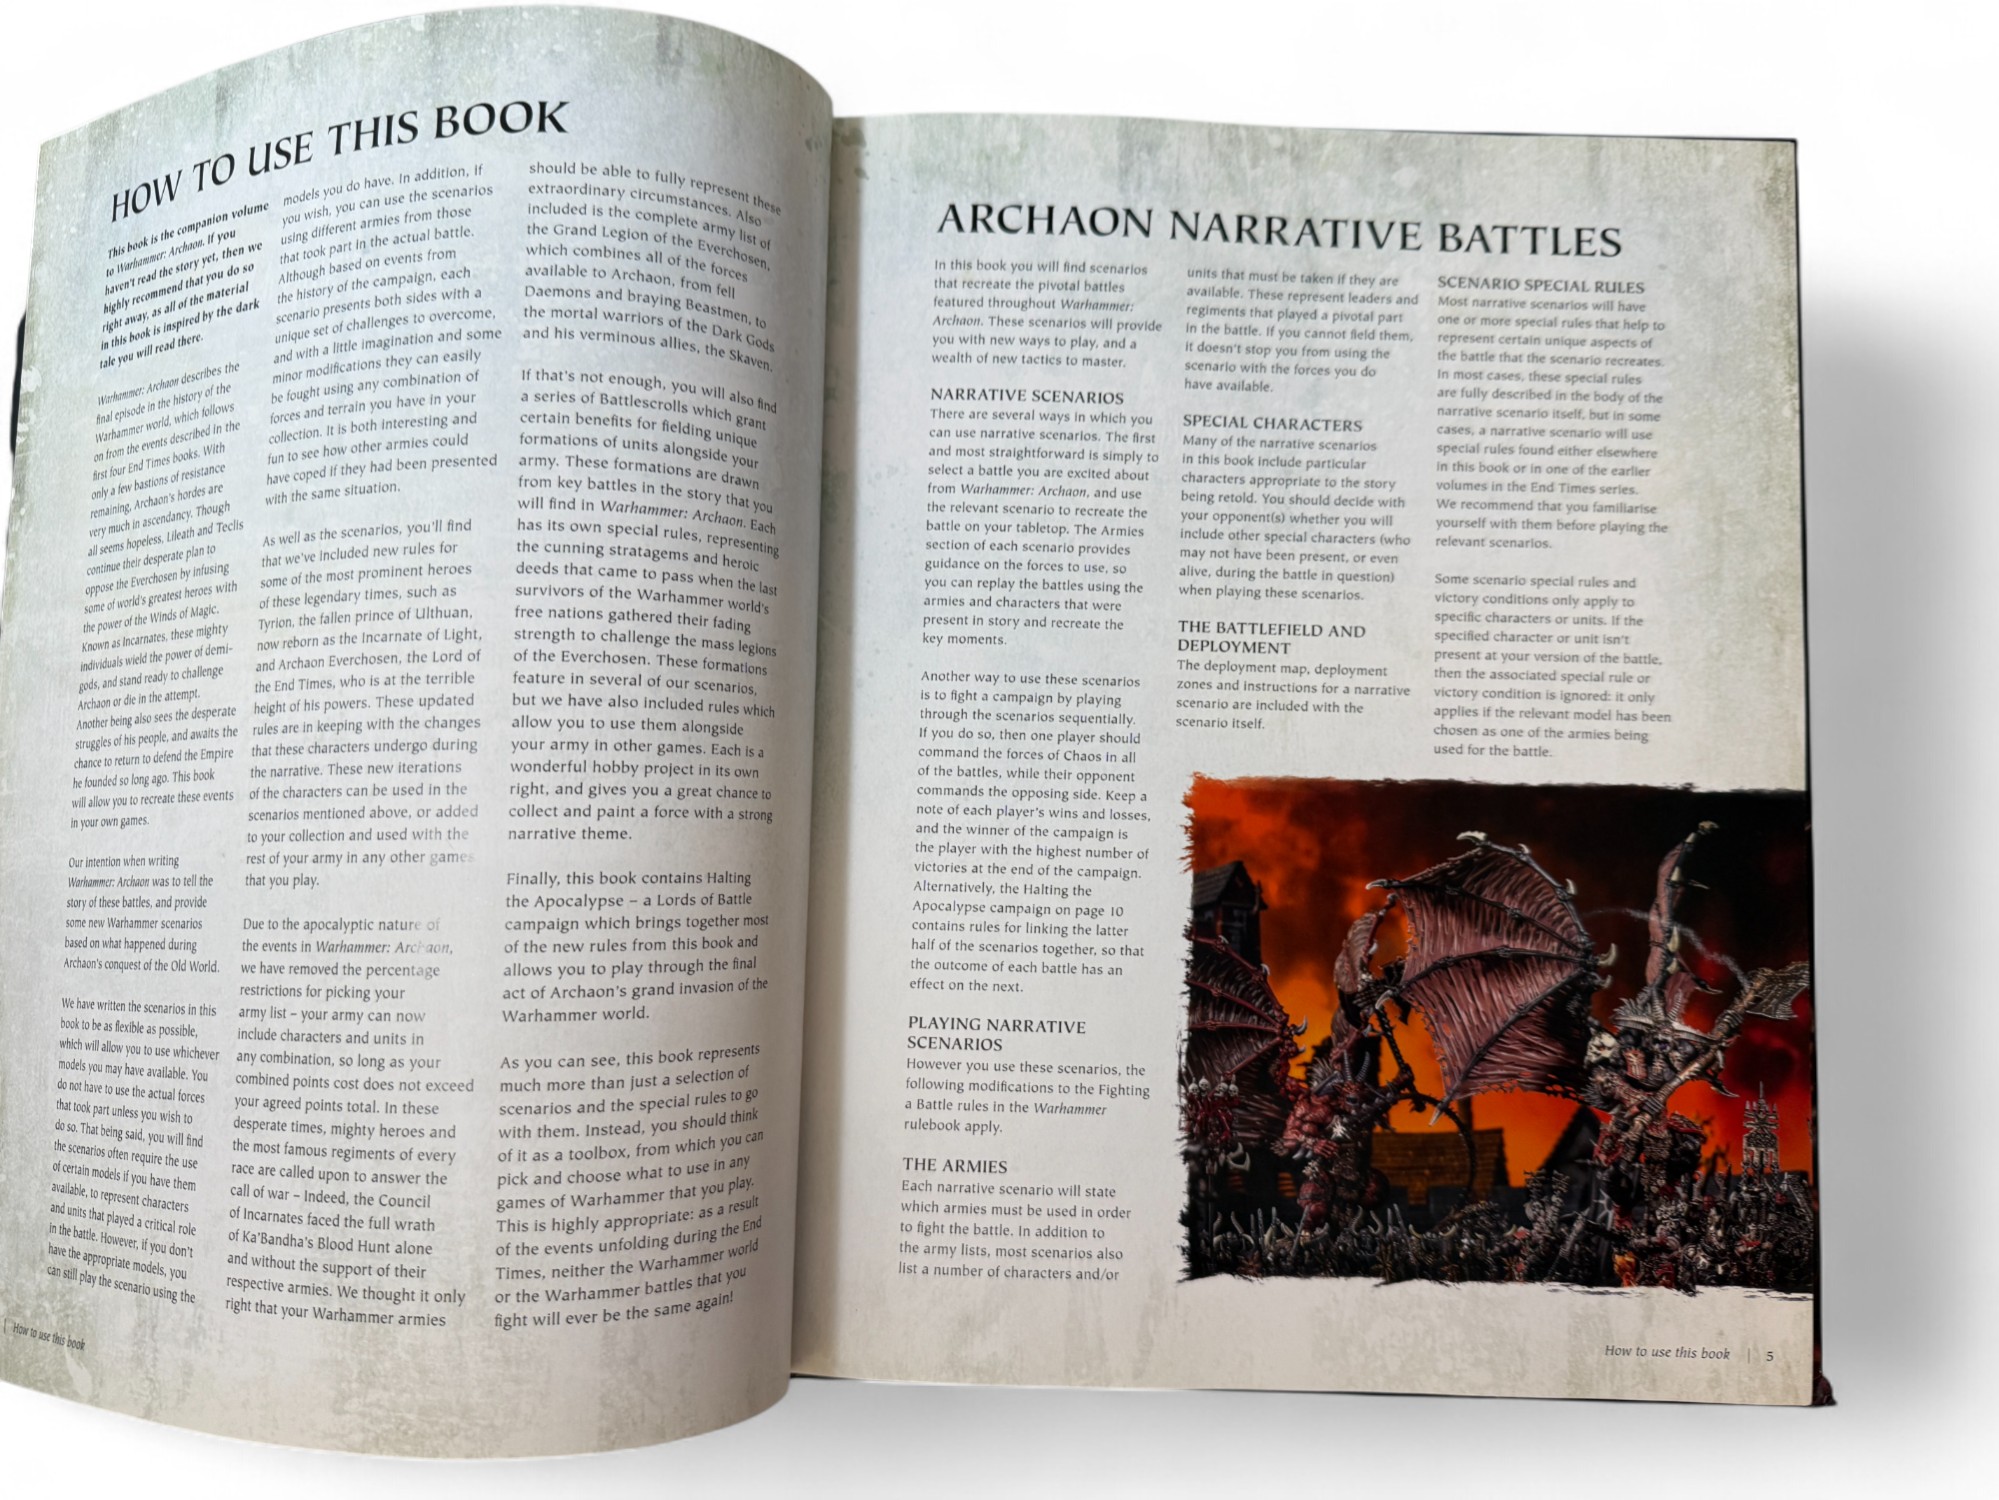 HOW TO USE THIS BOOK
This book is the companion volume
to Warhammer: Archaon. If you
haven't read the story yet, then we
highly recommend that you do so
right away, as all of the material
in this book is inspired by the dark
tale you will read there.
Warhammer: Archaon describes the
final episode in the history of the
Warhammer world, which follows
on from the events described in the
first four End Times books. With
only a few bastions of resistance
remaining, Archaon's hordes are
very much in ascendancy. Though
all seems hopeless, Lileath and Teclis
continue their desperate plan to
oppose the Everchosen by infusing
some of world's greatest heroes with
the power of the Winds of Magic.
Known as Incarnates, these mighty
individuals wield the power of demi-
gods, and stand ready to challenge
Archaon or die in the attempt.
Another being also sees the desperate
struggles of his people, and awaits the
chance to return to defend the Empire
he founded so long ago. This book
will allow you to recreate these events
in your own games.
Our intention when writing
Warhammer: Archaon was to tell the
story of these battles, and provide
some new Warhammer scenarios
based on what happened during
Archaon's conquest of the Old World.
We have written the scenarios in this
book to be as flexible as possible,
which will allow you to use whichever
models you may have available. You
do not have to use the actual forces
that took part unless you wish to
do so. That being said, you will find
the scenarios often require the use
of certain models if you have them
available, to represent characters
and units that played a critical role
in the battle. However, if you don't
have the appropriate models, you
can still play the scenario using the
models you do have. In addition, if
you wish, you can use the scenarios
using different armies from those
that took part in the actual battle.
Although based on events from
the history of the campaign, each
scenario presents both sides with a
unique set of challenges to overcome,
and with a little imagination and some
minor modifications they can easily
be fought using any combination of
forces and terrain you have in your
collection. It is both interesting and
fun to see how other armies could
have coped if they had been presented
with the same situation.
As well as the scenarios, you'll find
that we've included new rules for
some of the most prominent heroes
of these legendary times, such as
Tyrion, the fallen prince of Ulthuan,
now reborn as the Incarnate of Light,
and Archaon Everchosen, the Lord of
the End Times, who is at the terrible
height of his powers. These updated
rules are in keeping with the changes
that these characters undergo during
the narrative. These new iterations
of the characters can be used in the
scenarios mentioned above, or added
to your collection and used with the
rest of your army in any other games
that you play.
Due to the apocalyptic nature of
the events in Warhammer: Archaon,
we have removed the percentage
restrictions for picking your
army list – your army can now
include characters and units in
any combination, so long as your
combined points cost does not exceed
your agreed points total. In these
desperate times, mighty heroes and
the most famous regiments of every
race are called upon to answer the
call of war – Indeed, the Council
of Incarnates faced the full wrath
of Ka'Bandha's Blood Hunt alone
and without the support of their
respective armies. We thought it only
right that your Warhammer armies
should be able to fully represent these
extraordinary circumstances. Also
included is the complete army list of
the Grand Legion of the Everchosen,
which combines all of the forces
available to Archaon, from fell
Daemons and braying Beastmen, to
the mortal warriors of the Dark Gods
and his verminous allies, the Skaven.
If that's not enough, you will also find
a series of Battlescrolls which grant
certain benefits for fielding unique
formations of units alongside your
army. These formations are drawn
from key battles in the story that you
will find in Warhammer: Archaon. Each
has its own special rules, representing
the cunning stratagems and heroic
deeds that came to pass when the last
survivors of the Warhammer world's
free nations gathered their fading
strength to challenge the mass legions
of the Everchosen. These formations
feature in several of our scenarios,
but we have also included rules which
allow you to use them alongside
your army in other games. Each is a
wonderful hobby project in its own
right, and gives you a great chance to
collect and paint a force with a strong
narrative theme.
Finally, this book contains Halting
the Apocalypse – a Lords of Battle
campaign which brings together most
of the new rules from this book and
allows you to play through the final
act of Archaon's grand invasion of the
Warhammer world.
As you can see, this book represents
much more than just a selection of
scenarios and the special rules to go
with them. Instead, you should think
of it as a toolbox, from which you can
pick and choose what to use in any
games of Warhammer that you play.
This is highly appropriate: as a result
of the events unfolding during the End
Times, neither the Warhammer world
or the Warhammer battles that you
fight will ever be the same again!
| How to use this book
ARCHAON NARRATIVE BATTLES
In this book you will find scenarios
that recreate the pivotal battles
featured throughout Warhammer:
Archaon. These scenarios will provide
you with new ways to play, and a
wealth of new tactics to master.
NARRATIVE SCENARIOS
There are several ways in which you
can use narrative scenarios. The first
and most straightforward is simply to
select a battle you are excited about
from Warhammer: Archaon, and use
the relevant scenario to recreate the
battle on your tabletop. The Armies
section of each scenario provides
guidance on the forces to use, so
you can replay the battles using the
armies and characters that were
present in story and recreate the
key moments.
Another way to use these scenarios
is to fight a campaign by playing
through the scenarios sequentially.
If you do so, then one player should
command the forces of Chaos in all
of the battles, while their opponent
commands the opposing side. Keep a
note of each player's wins and losses,
and the winner of the campaign is
the player with the highest number of
victories at the end of the campaign.
Alternatively, the Halting the
Apocalypse campaign on page 10
contains rules for linking the latter
half of the scenarios together, so that
the outcome of each battle has an
effect on the next.
PLAYING NARRATIVE
SCENARIOS
However you use these scenarios, the
following modifications to the Fighting
a Battle rules in the Warhammer
rulebook apply.
THE ARMIES
Each narrative scenario will state
which armies must be used in order
to fight the battle. In addition to
the army lists, most scenarios also
list a number of characters and/or
units that must be taken if they are
available. These represent leaders and
regiments that played a pivotal part
in the battle. If you cannot field them,
it doesn't stop you from using the
scenario with the forces you do
have available.
SPECIAL CHARACTERS
Many of the narrative scenarios
in this book include particular
characters appropriate to the story
being retold. You should decide with
your opponent(s) whether you will
include other special characters (who
may not have been present, or even
alive, during the battle in question)
when playing these scenarios.
THE BATTLEFIELD AND
DEPLOYMENT
The deployment map, deployment
zones and instructions for a narrative
scenario are included with the
scenario itself.
SCENARIO SPECIAL RULES
Most narrative scenarios will have
one or more special rules that help to
represent certain unique aspects of
the battle that the scenario recreates.
In most cases, these special rules
are fully described in the body of the
narrative scenario itself, but in some
cases, a narrative scenario will use
special rules found either elsewhere
in this book or in one of the earlier
volumes in the End Times series.
We recommend that you familiarise
yourself with them before playing the
relevant scenarios.
Some scenario special rules and
victory conditions only apply to
specific characters or units. If the
specified character or unit isn't
present at your version of the battle,
then the associated special rule or
victory condition is ignored: it only
applies if the relevant model has been
chosen as one of the armies being
used for the battle.
How to use this book | 5